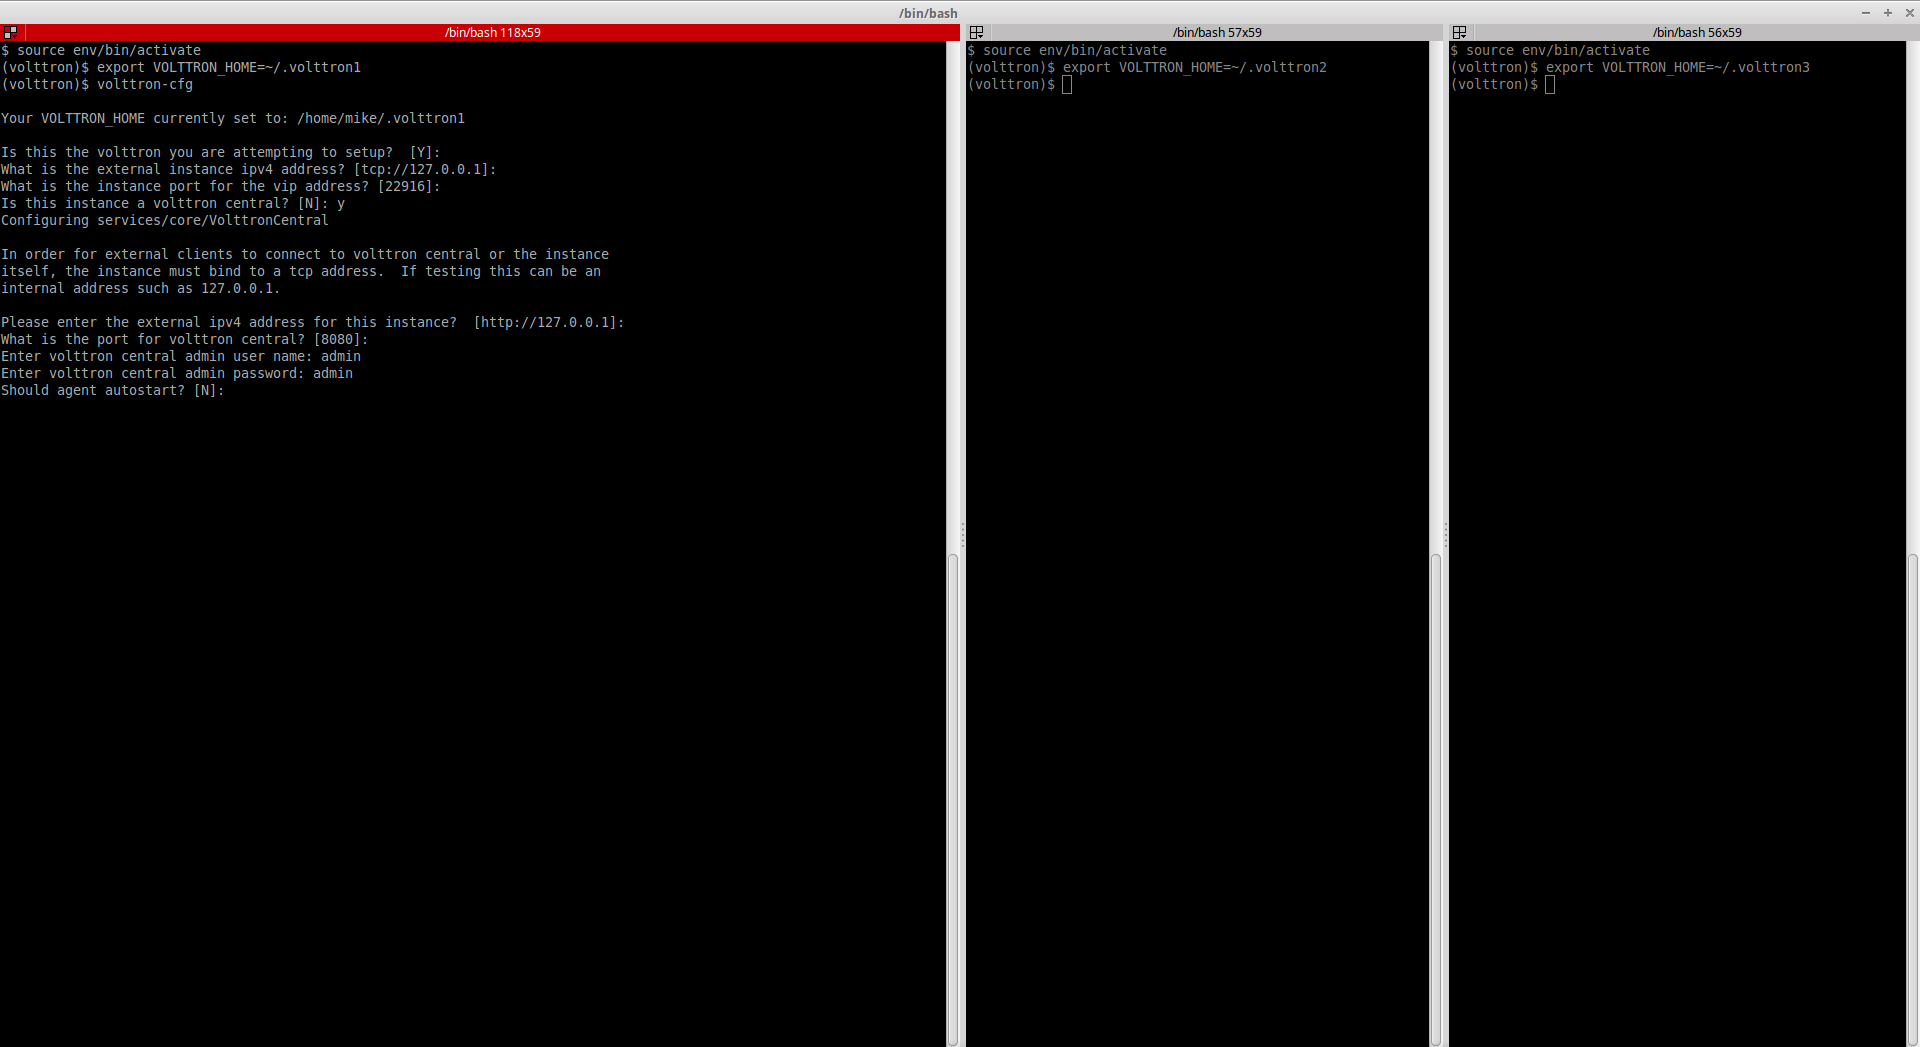 /bin/bash
/bin/bash 118x59
$ source env/bin/activate
(volttron)$ export VOLTTRON_HOME=~/.volttron1
(volttron)$ volttron-cfg
Your VOLTTRON_HOME currently set to: /home/mike/.volttron1
Is this the volttron you are attempting to setup?  [Y]:
What is the external instance ipv4 address? [tcp://127.0.0.1]:
What is the instance port for the vip address? [22916]:
Is this instance a volttron central? [N]: y
Configuring services/core/VolttronCentral
In order for external clients to connect to volttron central or the instance
itself, the instance must bind to a tcp address.  If testing this can be an
internal address such as 127.0.0.1.
Please enter the external ipv4 address for this instance?  [http://127.0.0.1]:
What is the port for volttron central? [8080]:
Enter volttron central admin user name: admin
Enter volttron central admin password: admin
Should agent autostart? [N]:
/bin/bash 57x59
$ source env/bin/activate
(volttron)$ export VOLTTRON_HOME=~/.volttron2
(volttron)$
/bin/bash 56x59
$ source env/bin/activate
(volttron)$ export VOLTTRON_HOME=~/.volttron3
(volttron)$